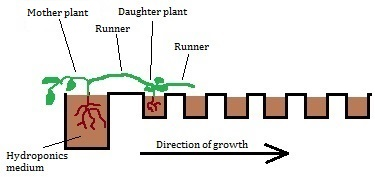 Mother plant
Daughter plant
Runner
Runner
Hydroponics
medium
Direction of growth